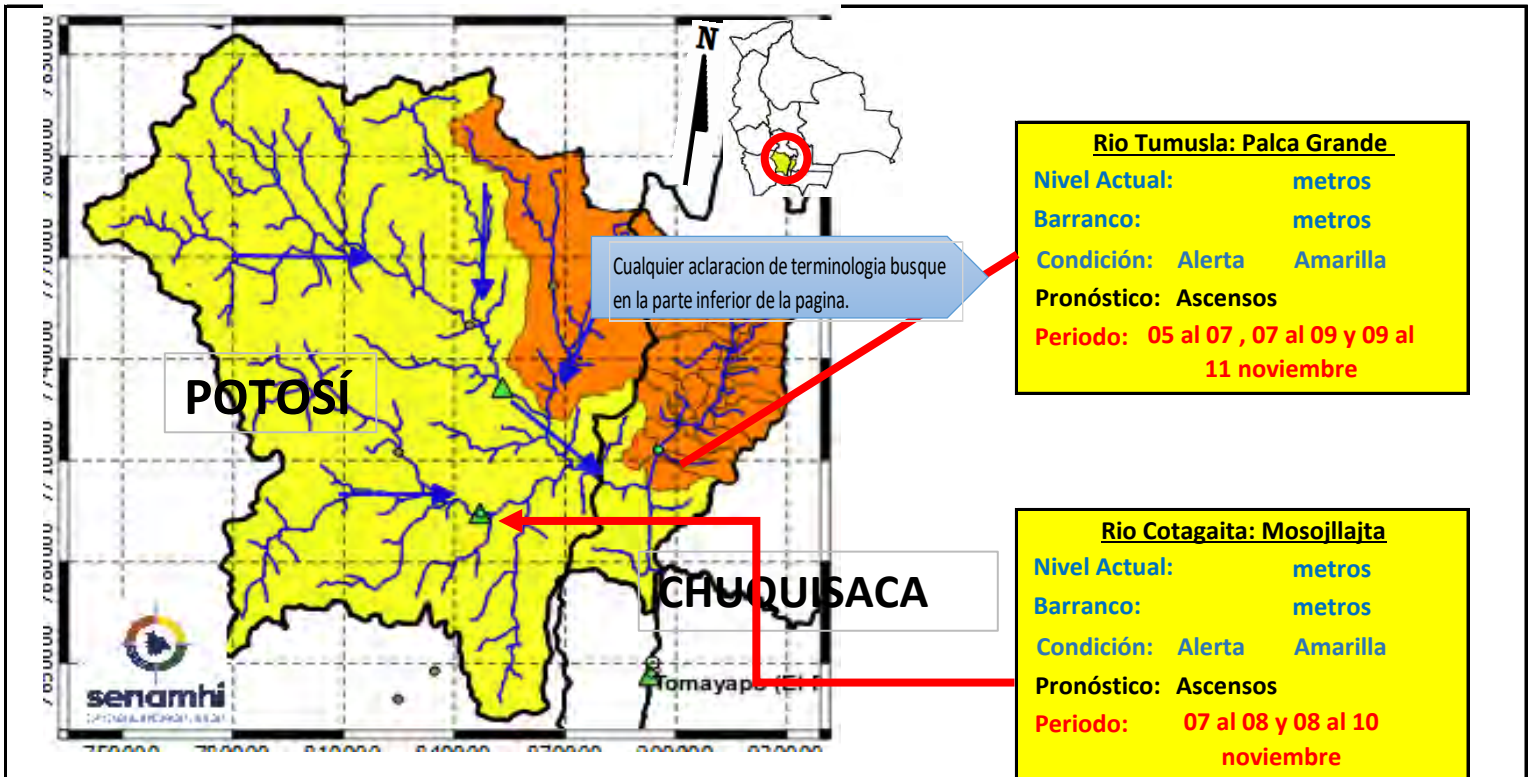 N
Rio Tumusla: Palca Grande
Nivel Actual: metros
Barranco: metros
Condición: Alerta Amarilla
Pronóstico: Ascensos
Periodo: 05 al 07 , 07 al 09 y 09 al
11 noviembre
Cualquier aclaracion de terminologia busque
en la parte inferior de la pagina.
POTOSÍ
CHUQUISACA
Rio Cotagaita: Mosojllajta
Nivel Actual: metros
Barranco: metros
Condición: Alerta Amarilla
Pronóstico: Ascensos
Periodo: 07 al 08 y 08 al 10
noviembre
senamhi
Tomayapo (El